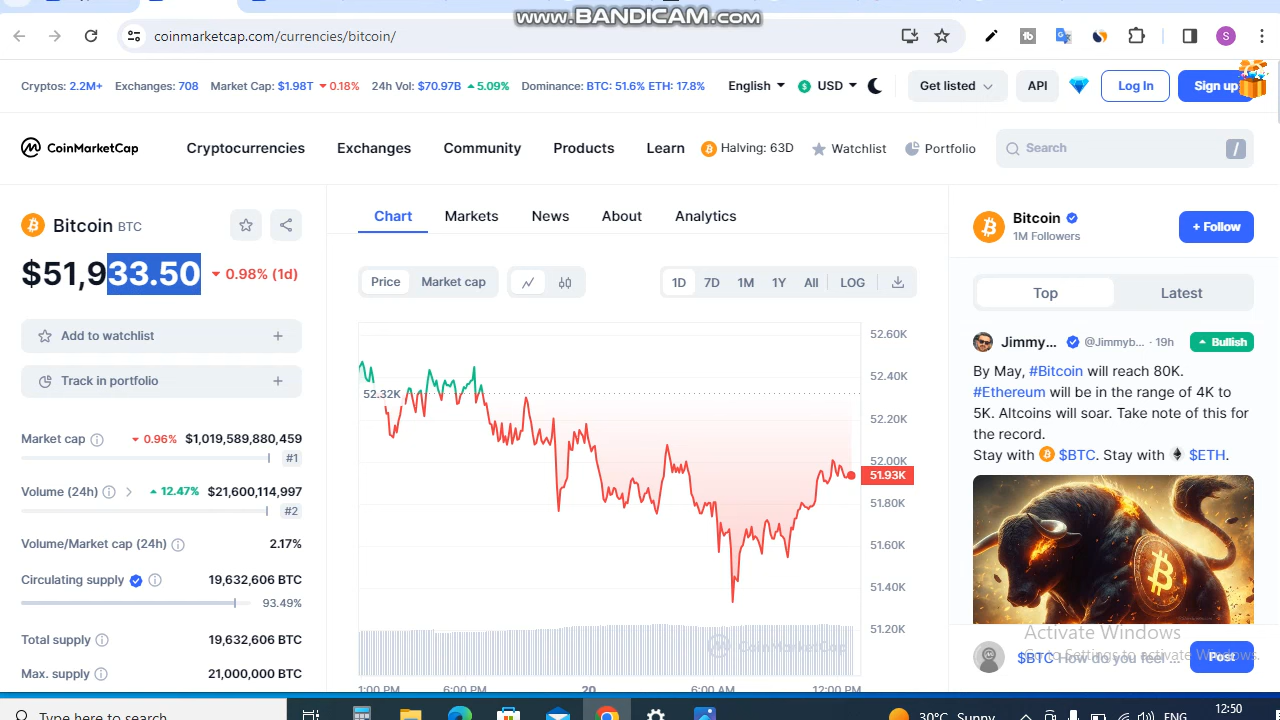 www.BANDICAM.com
coinmarketcap.com/currencies/bitcoin/
Cryptos: 2.2M+ Exchanges: 708 Market Cap: $1.98T 0.18% 24h Vol: $70.97B 5.09% Dominance: BTC: 51.6% ETH: 17.8% English USD Get listed API Log In Sign up
CoinMarketCap Cryptocurrencies Exchanges Community Products Learn Halving: 63D Watchlist Portfolio Search /
Bitcoin BTC
$51,933.50 0.98% (1d)
Add to watchlist +
Track in portfolio +
Market cap 0.96% $1,019,589,880,459
#1
Volume (24h) 12.47% $21,600,114,997
#2
Volume/Market cap (24h) 2.17%
Circulating supply 19,632,606 BTC
93.49%
Total supply 19,632,606 BTC
Max. supply 21,000,000 BTC
Chart Markets News About Analytics
Price Market cap 1D 7D 1M 1Y All LOG
52.60K
52.40K
52.32K
52.20K
52.00K
51.93K
51.80K
51.60K
51.40K
51.20K
CoinMarketCap
1:00 PM 6:00 PM 20 6:00 AM 12:00 PM
Bitcoin
1M Followers
+ Follow
Top Latest
Jimmy... @Jimmyb... · 19h Bullish
By May, #Bitcoin will reach 80K.
#Ethereum will be in the range of 4K to
5K. Altcoins will soar. Take note of this for
the record.
Stay with $BTC. Stay with $ETH.
Activate Windows
Go to Settings to activate Windows.
$BTC How do you feel ... Post
Type here to search
30°C Sunny ENG
12:50